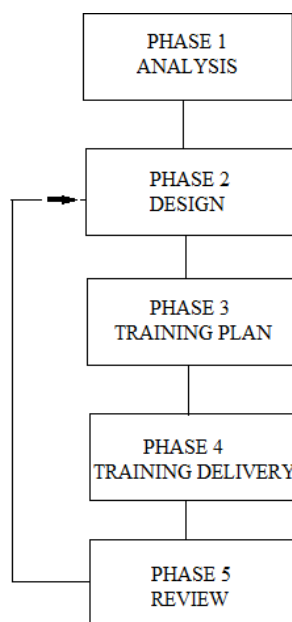 PHASE 1
ANALYSIS
PHASE 2
DESIGN
PHASE 3
TRAINING PLAN
PHASE 4
TRAINING DELIVERY
PHASE 5
REVIEW